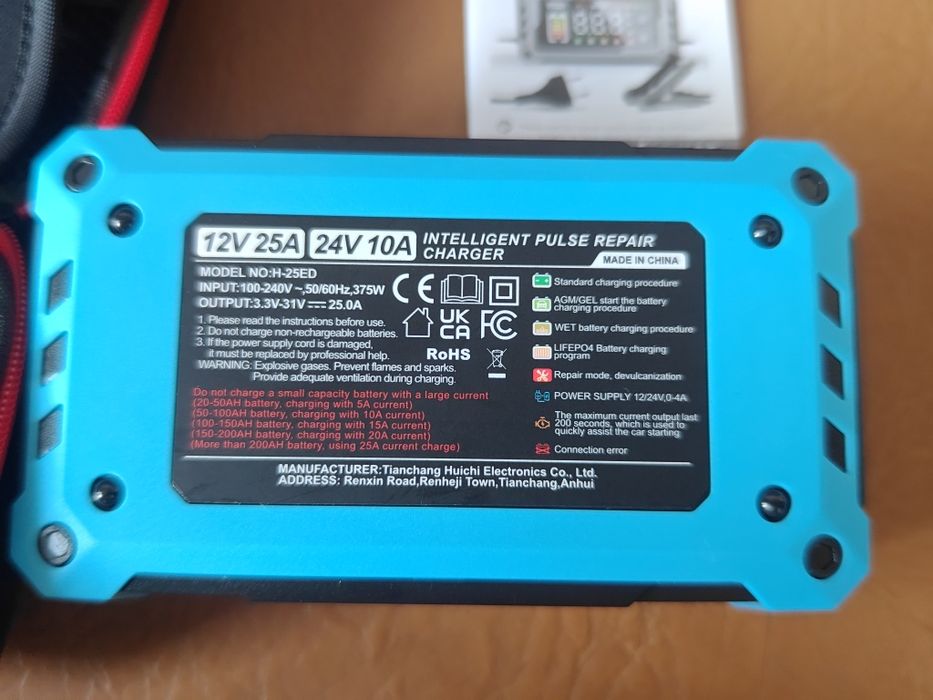 12V 25A 24V 10A INTELLIGENT PULSE REPAIR
CHARGER
MADE IN CHINA
MODEL NO:H-25ED
INPUT:100-240V ~,50/60Hz,375W
OUTPUT:3.3V-31V ⎓ 25.0A
1. Please read the instructions before use.
2. Do not charge non-rechargeable batteries.
3. If the power supply cord is damaged,
it must be replaced by professional help.
WARNING: Explosive gases. Prevent flames and sparks.
Provide adequate ventilation during charging.
CE
UK
CA
FC
RoHS
Do not charge a small capacity battery with a large current
(20-50AH battery, charging with 5A current)
(50-100AH battery, charging with 10A current)
(100-150AH battery, charging with 15A current)
(150-200AH battery, charging with 20A current)
(More than 200AH battery, using 25A current charge)
Standard charging procedure
AGM/GEL start the battery
charging procedure
WET battery charging procedure
LIFEPO4 Battery charging
program
Repair mode, devulcanization
POWER SUPPLY 12/24V,0-4A
The maximum current output last
200 seconds, which is used to
quickly assist the car starting
Connection error
MANUFACTURER:Tianchang Huichi Electronics Co., Ltd.
ADDRESS: Renxin Road,Renheji Town,Tianchang,Anhui